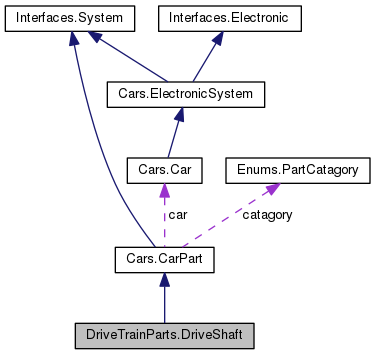 Interfaces.System
Interfaces.Electronic
Cars.ElectronicSystem
Cars.Car
Enums.PartCatagory
car
catagory
Cars.CarPart
DriveTrainParts.DriveShaft